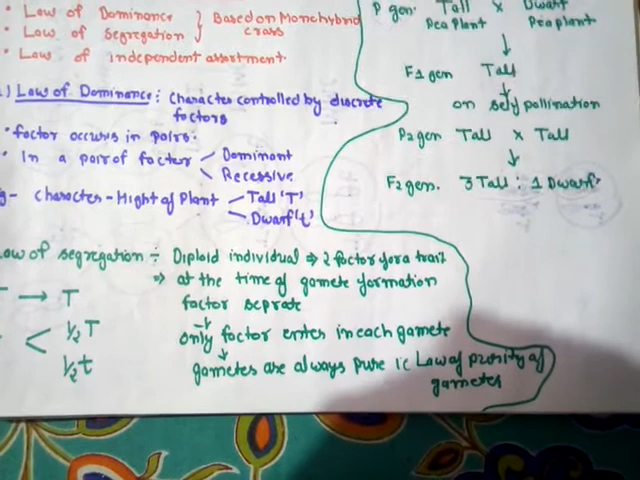 • Law of Dominance } Based on Monohybrid
• Law of Segregation } cross
• Law of independent assortment.
) Law of Dominance: Character controlled by discrete
factors
• factor occurs in pairs.
• In a pair of factor < Dominant
Recessive
g- Character - Hight of Plant - Tall 'T'
Dwarf 't'
P gen. Tall x Dwarf
Pea Plant Pea plant
↓
F1 gen Tall
↓
on self pallination
P2 gen Tall x Tall
↓
F2 gen. 3 Tall : 1 Dwarf
Law of segregation ÷ Diploid individual ⇒ 2 factor for a trait
⇒ at the time of gamete formation
factor seprate
→ T
< ½ T
½ t
only factor enters in each gamete
↓
gametes are always pure ie Law of purity of
gametes